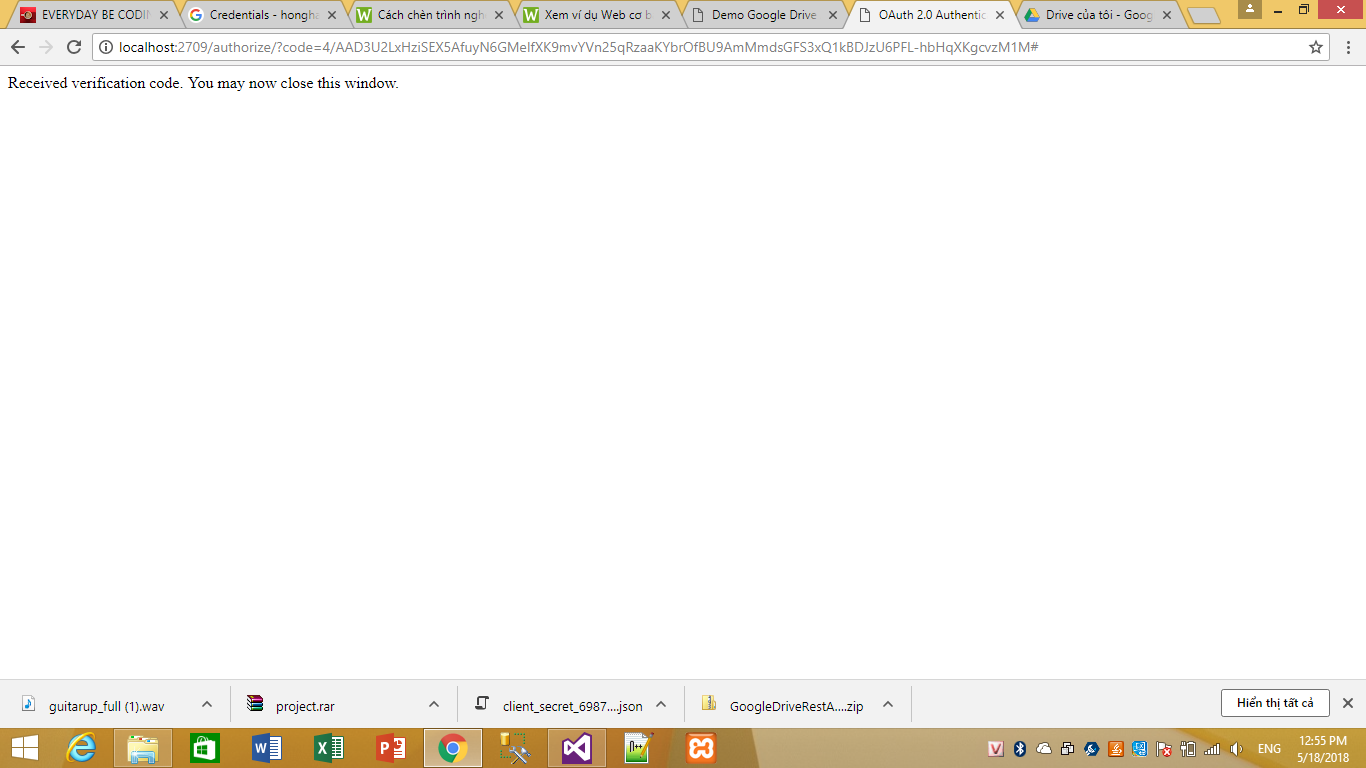 EVERYDAY BE CODI
Credentials - hongha
Cách chèn trình ngh
Xem ví dụ Web cơ b
Demo Google Drive
OAuth 2.0 Authentic
Drive của tôi - Goog
localhost:2709/authorize/?code=4/AAD3U2LxHziSEX5AfuyN6GMeIfXK9mvYVn25qRzaaKYbrOfBU9AmMmdsGFS3xQ1kBDJzU6PFL-hbHqXKgcvzM1M#
Received verification code. You may now close this window.
guitarup_full (1).wav
project.rar
client_secret_6987....json
GoogleDriveRestA....zip
Hiển thị tất cả
ENG
12:55 PM
5/18/2018